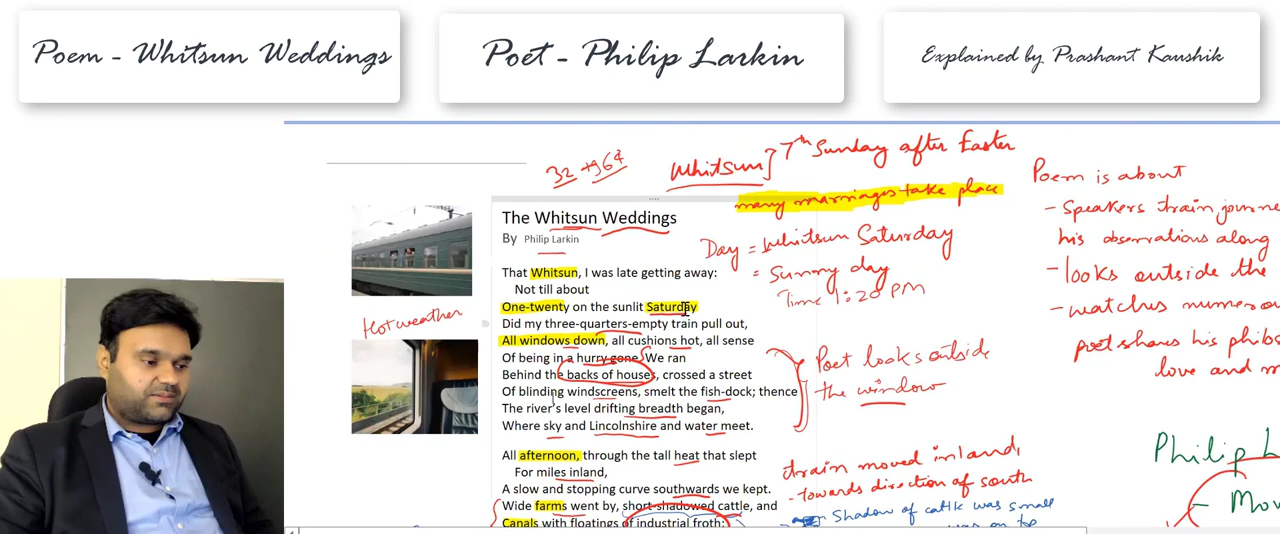 Poem - Whitsun Weddings
Poet - Philip Larkin
Explained by Prashant Kaushik
32 +96
Whitsun] 7th Sunday after Easter
many marriages take place
The Whitsun Weddings
By Philip Larkin
Day = Whitsun Saturday
= Sunny day
Time 1:20 PM
Poem is about
- Speakers train journe
his observations along
- looks outside the
- watches numerou
poet shares his philos
love and m
Hot weather
That Whitsun, I was late getting away:
Not till about
One-twenty on the sunlit Saturday
Did my three-quarters-empty train pull out,
All windows down, all cushions hot, all sense
Of being in a hurry gone. We ran
Behind the backs of houses, crossed a street
Of blinding windscreens, smelt the fish-dock; thence
The river's level drifting breadth began,
Where sky and Lincolnshire and water meet.
Poet looks outside
the window
All afternoon, through the tall heat that slept
For miles inland,
A slow and stopping curve southwards we kept.
Wide farms went by, short-shadowed cattle, and
Canals with floatings of industrial froth;
train moved inland,
- towards direction of south
Shadow of cattle was small
was on top
Philip L
- Mov